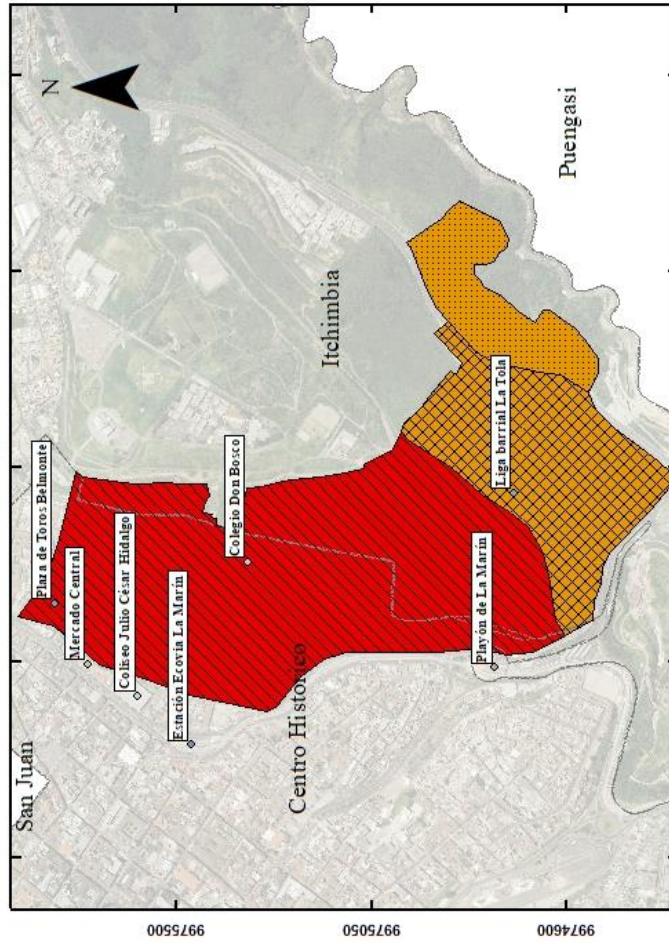 San Juan
N
Plaza de Toros Belmonte
Mercado Central
Coliseo Julio César Hidalgo
Estación Ecovía La Marín
Colegio Don Bosco
Itchimbia
Centro Historico
Playón de La Marín
Liga barrial La Tola
Puengasi
9975500
9975050
9974600